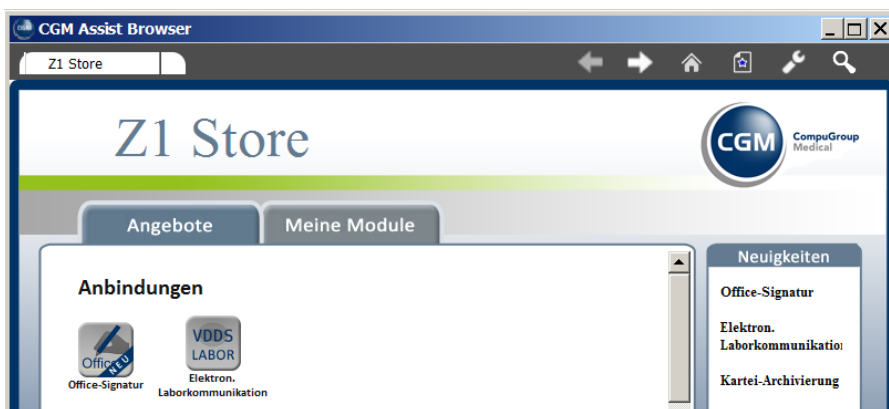 CGM Assist Browser
Z1 Store
Z1 Store
CGM
CompuGroup
Medical
Angebote
Meine Module
Neuigkeiten
Anbindungen
Office
NEU
Office-Signatur
VDDS
LABOR
Elektron.
Laborkommunikation
Office-Signatur
Elektron.
Laborkommunikatio
Kartei-Archivierung